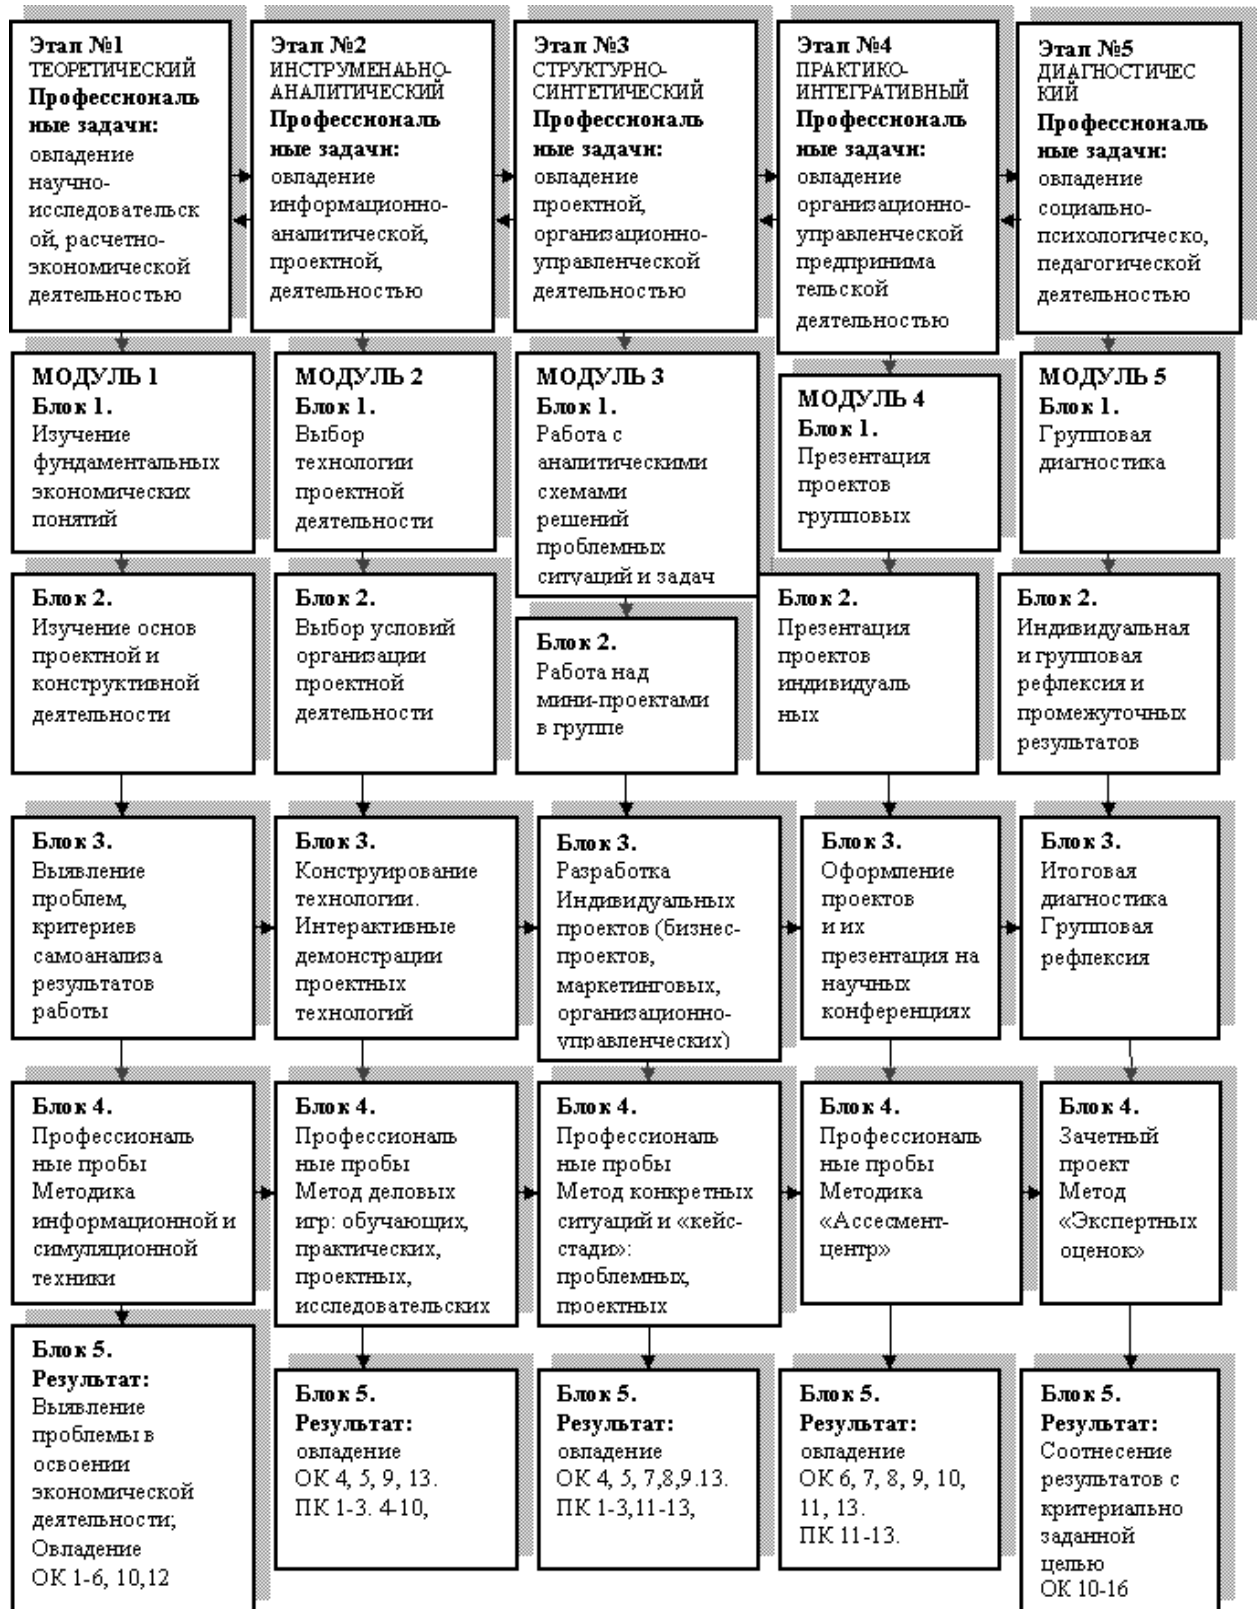 Этап №1
ТЕОРЕТИЧЕСКИЙ
Профессиональ
ные задачи:
овладение
научно-
исследовательск
ой, расчетно-
экономической
деятельностью
Этап №2
ИНСТРУМЕНАЬНО-
АНАЛИТИЧЕСКИЙ
Профессиональ
ные задачи:
овладение
информационно-
аналитической,
проектной,
деятельностью
Этап №3
СТРУКТУРНО-
СИНТЕТИЧЕСКИЙ
Профессиональ
ные задачи:
овладение
проектной,
организационно-
управленческой
деятельностью
Этап №4
ПРАКТИКО-
ИНТЕГРАТИВНЫЙ
Профессиональ
ные задачи:
овладение
организационно-
управленческой
предпринима
тельской
деятельностью
Этап №5
ДИАГНОСТИЧЕС
КИЙ
Профессиональ
ные задачи:
овладение
социально-
психологическо,
педагогической
деятельностью
МОДУЛЬ 1
Блок 1.
Изучение
фундаментальных
экономических
понятий
МОДУЛЬ 2
Блок 1.
Выбор
технологии
проектной
деятельности
МОДУЛЬ 3
Блок 1.
Работа с
аналитическими
схемами
решений
проблемных
ситуаций и задач
МОДУЛЬ 4
Блок 1.
Презентация
проектов
групповых
МОДУЛЬ 5
Блок 1.
Групповая
диагностика
Блок 2.
Изучение основ
проектной и
конструктивной
деятельности
Блок 2.
Выбор условий
организации
проектной
деятельности
Блок 2.
Работа над
мини-проектами
в группе
Блок 2.
Презентация
проектов
индивидуаль
ных
Блок 2.
Индивидуальная
и групповая
рефлексия и
промежуточных
результатов
Блок 3.
Выявление
проблем,
критериев
самоанализа
результатов
работы
Блок 3.
Конструирование
технологии.
Интерактивные
демонстрации
проектных
технологий
Блок 3.
Разработка
Индивидуальных
проектов (бизнес-
проектов,
маркетинговых,
организационно-
управленческих)
Блок 3.
Оформление
проектов
и их
презентация на
научных
конференциях
Блок 3.
Итоговая
диагностика
Групповая
рефлексия
Блок 4.
Профессиональ
ные пробы
Методика
информационной и
симуляционной
техники
Блок 4.
Профессиональ
ные пробы
Метод деловых
игр: обучающих,
практических,
проектных,
исследовательских
Блок 4.
Профессиональ
ные пробы
Метод конкретных
ситуаций и «кейс-
стади»:
проблемных,
проектных
Блок 4.
Профессиональ
ные пробы
Методика
«Ассесмент-
центр»
Блок 4.
Зачетный
проект
Метод
«Экспертных
оценок»
Блок 5.
Результат:
Выявление
проблемы в
освоении
экономической
деятельности;
Овладение
ОК 1-6, 10,12
Блок 5.
Результат:
овладение
ОК 4, 5, 9, 13.
ПК 1-3. 4-10,
Блок 5.
Результат:
овладение
ОК 4, 5, 7,8,9.13.
ПК 1-3,11-13,
Блок 5.
Результат:
овладение
ОК 6, 7, 8, 9, 10,
11, 13.
ПК 11-13.
Блок 5.
Результат:
Соотнесение
результатов с
критериально
заданной
целью
ОК 10-16